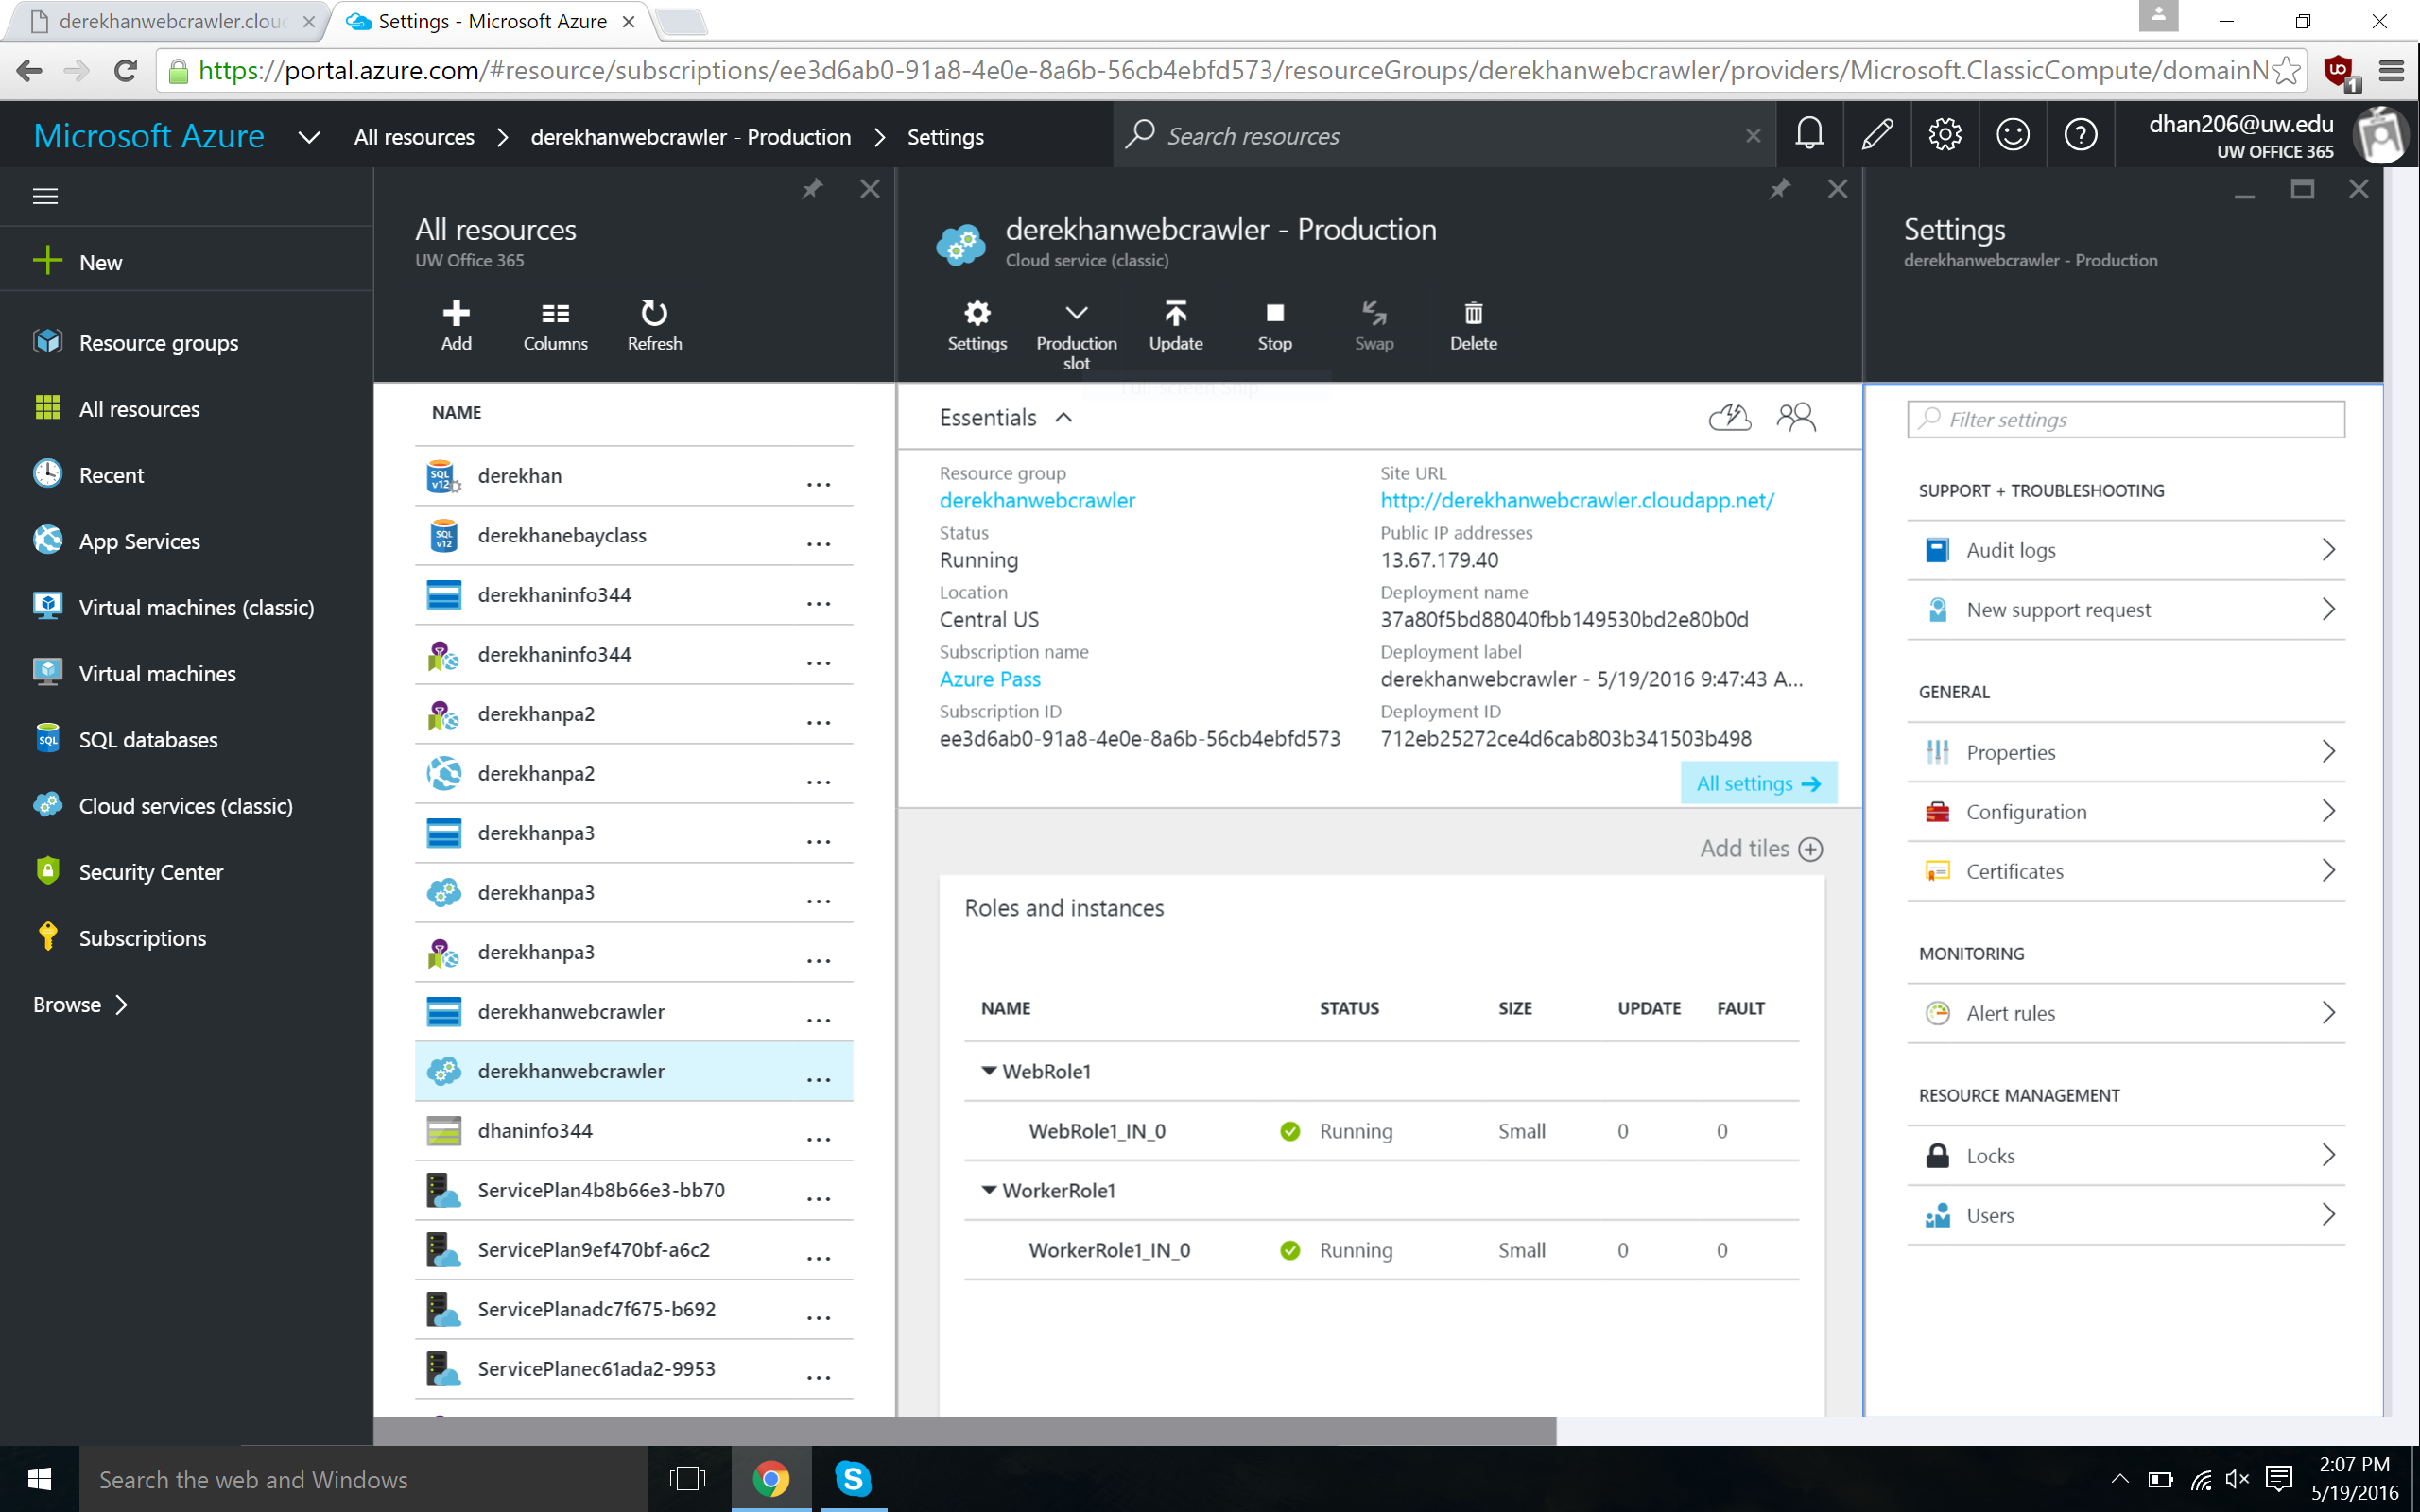 derekhanwebcrawler.clou
Settings - Microsoft Azure
https://portal.azure.com/#resource/subscriptions/ee3d6ab0-91a8-4e0e-8a6b-56cb4ebfd573/resourceGroups/derekhanwebcrawler/providers/Microsoft.ClassicCompute/domainN
1
Microsoft Azure
All resources
derekhanwebcrawler - Production
Settings
Search resources
dhan206@uw.edu
UW OFFICE 365
New
Resource groups
All resources
Recent
App Services
Virtual machines (classic)
Virtual machines
SQL databases
Cloud services (classic)
Security Center
Subscriptions
Browse
All resources
UW Office 365
Add
Columns
Refresh
NAME
derekhan
...
derekhanebayclass
...
derekhaninfo344
...
derekhaninfo344
...
derekhanpa2
...
derekhanpa2
...
derekhanpa3
...
derekhanpa3
...
derekhanpa3
...
derekhanwebcrawler
...
derekhanwebcrawler
...
dhaninfo344
...
ServicePlan4b8b66e3-bb70
...
ServicePlan9ef470bf-a6c2
...
ServicePlanadc7f675-b692
...
ServicePlanec61ada2-9953
...
derekhanwebcrawler - Production
Cloud service (classic)
Settings
Production slot
Update
Stop
Swap
Delete
Full-screen Snip
Essentials
Resource group
derekhanwebcrawler
Status
Running
Location
Central US
Subscription name
Azure Pass
Subscription ID
ee3d6ab0-91a8-4e0e-8a6b-56cb4ebfd573
Site URL
http://derekhanwebcrawler.cloudapp.net/
Public IP addresses
13.67.179.40
Deployment name
37a80f5bd88040fbb149530bd2e80b0d
Deployment label
derekhanwebcrawler - 5/19/2016 9:47:43 A...
Deployment ID
712eb25272ce4d6cab803b341503b498
All settings
Add tiles
Roles and instances
NAME STATUS SIZE UPDATE FAULT
WebRole1
WebRole1_IN_0 Running Small 0 0
WorkerRole1
WorkerRole1_IN_0 Running Small 0 0
Settings
derekhanwebcrawler - Production
Filter settings
SUPPORT + TROUBLESHOOTING
Audit logs
New support request
GENERAL
Properties
Configuration
Certificates
MONITORING
Alert rules
RESOURCE MANAGEMENT
Locks
Users
Search the web and Windows
2:07 PM
5/19/2016